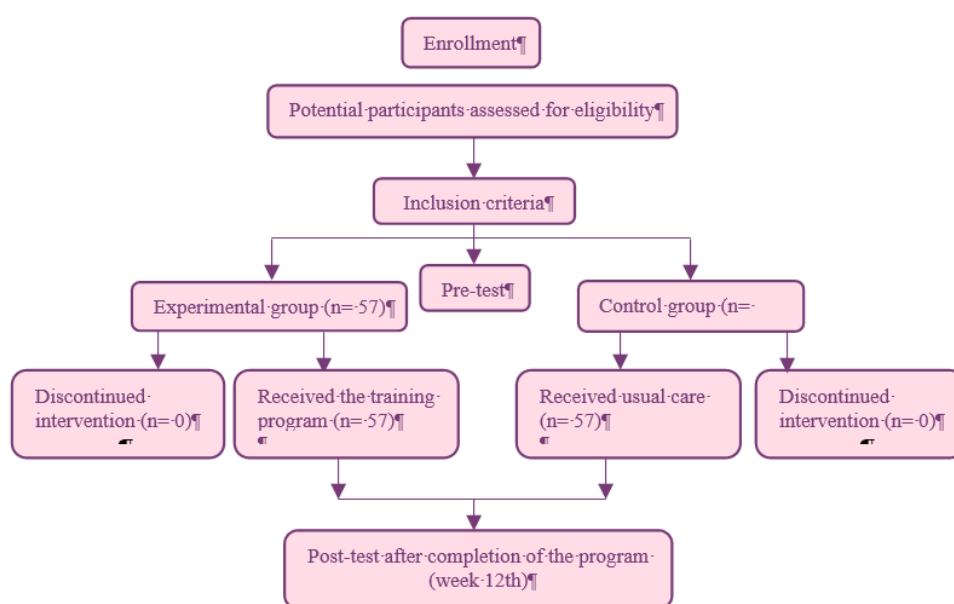 Enrollment¶
Potential·participants·assessed·for·eligibility¶
Inclusion·criteria¶
Pre-test¶
Experimental·group·(n=·57)¶
Control·group·(n=·
Discontinued·
intervention·(n=·0)¶
¶
Received·the·training·
program·(n=·57)¶
¶
Received·usual·care·
(n=·57)¶
¶
Discontinued·
intervention·(n=·0)¶
¶
Post-test·after·completion·of·the·program·
(week·12th)¶